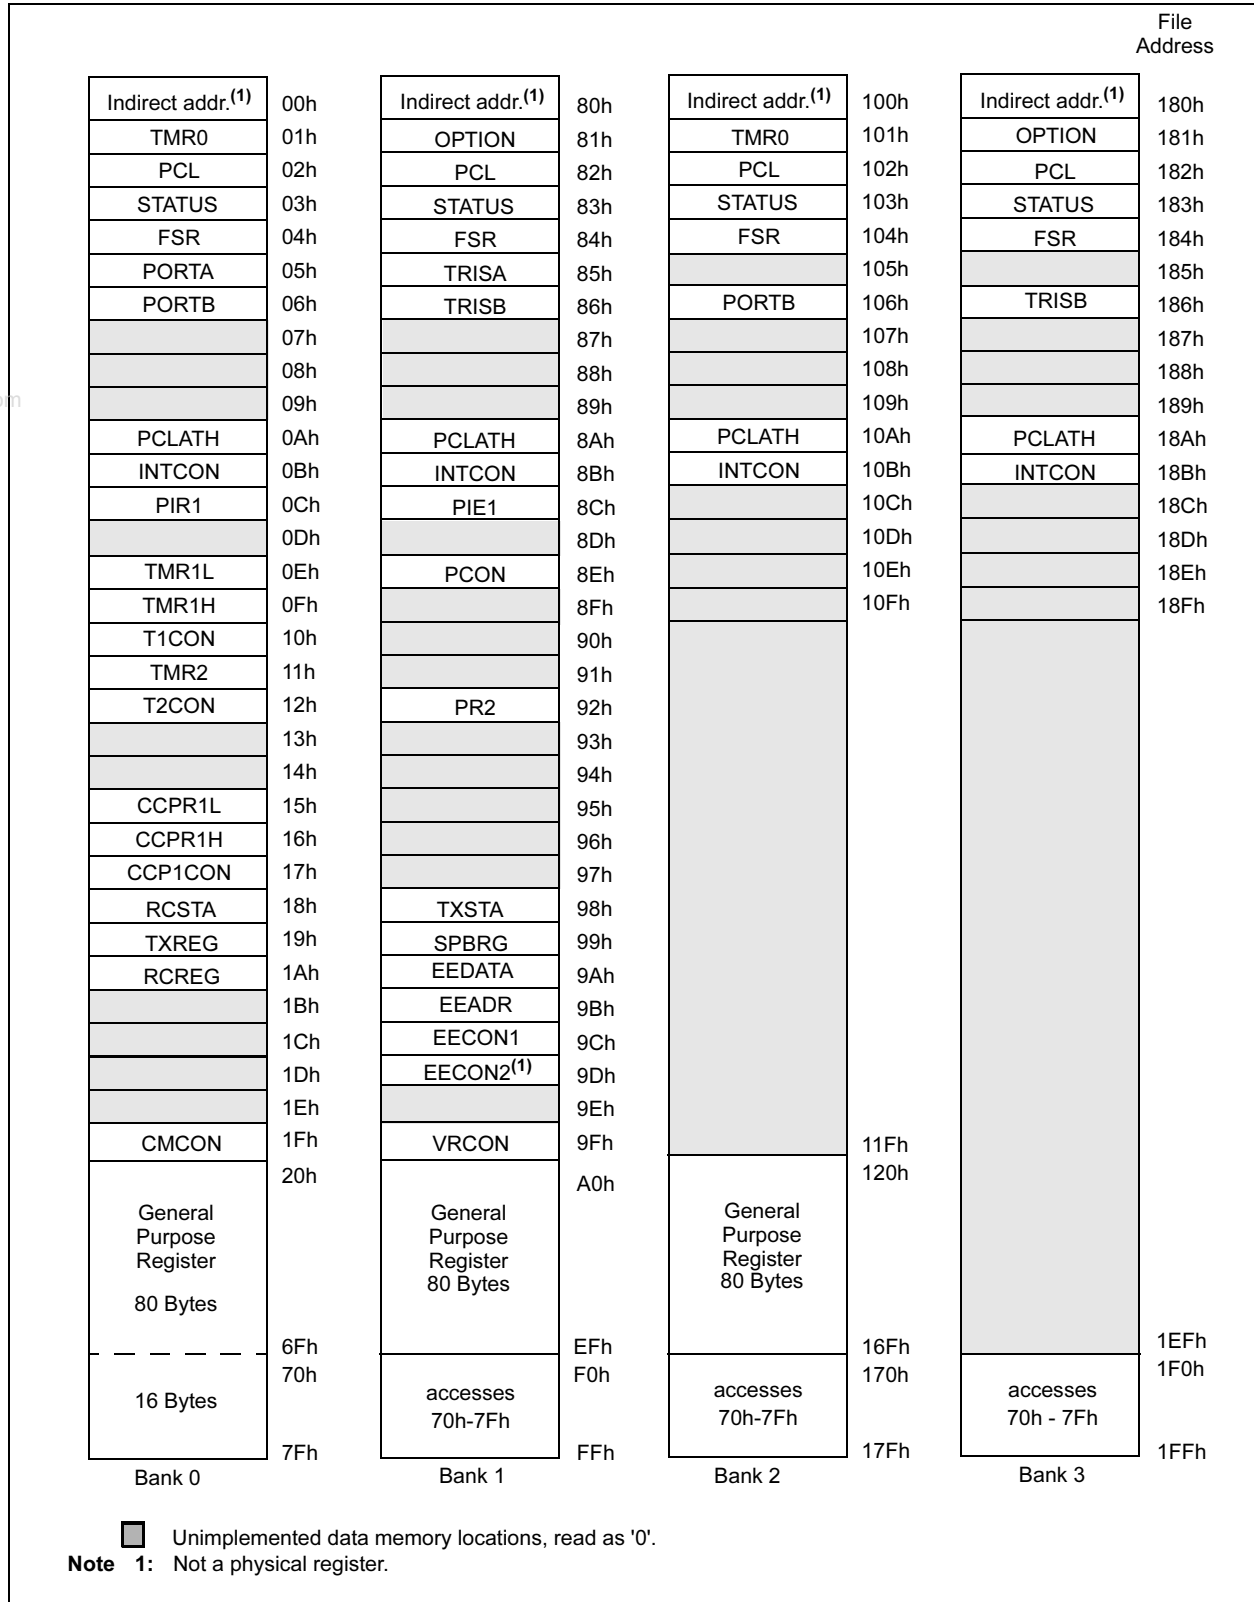 File
Address
Indirect addr.(1) 00h Indirect addr.(1) 80h Indirect addr.(1) 100h Indirect addr.(1) 180h
TMR0 01h OPTION 81h TMR0 101h OPTION 181h
PCL 02h PCL 82h PCL 102h PCL 182h
STATUS 03h STATUS 83h STATUS 103h STATUS 183h
FSR 04h FSR 84h FSR 104h FSR 184h
PORTA 05h TRISA 85h 105h 185h
PORTB 06h TRISB 86h PORTB 106h TRISB 186h
07h 87h 107h 187h
08h 88h 108h 188h
09h 89h 109h 189h
PCLATH 0Ah PCLATH 8Ah PCLATH 10Ah PCLATH 18Ah
INTCON 0Bh INTCON 8Bh INTCON 10Bh INTCON 18Bh
PIR1 0Ch PIE1 8Ch 10Ch 18Ch
0Dh 8Dh 10Dh 18Dh
TMR1L 0Eh PCON 8Eh 10Eh 18Eh
TMR1H 0Fh 8Fh 10Fh 18Fh
T1CON 10h 90h
TMR2 11h 91h
T2CON 12h PR2 92h
13h 93h
14h 94h
CCPR1L 15h 95h
CCPR1H 16h 96h
CCP1CON 17h 97h
RCSTA 18h TXSTA 98h
TXREG 19h SPBRG 99h
RCREG 1Ah EEDATA 9Ah
1Bh EEADR 9Bh
1Ch EECON1 9Ch
1Dh EECON2(1) 9Dh
1Eh 9Eh
CMCON 1Fh VRCON 9Fh 11Fh
20h A0h 120h
General General General
Purpose Purpose Purpose
Register Register Register
80 Bytes 80 Bytes 80 Bytes
6Fh EFh 16Fh 1EFh
70h F0h 170h 1F0h
16 Bytes accesses accesses accesses
70h-7Fh 70h-7Fh 70h - 7Fh
7Fh FFh 17Fh 1FFh
Bank 0 Bank 1 Bank 2 Bank 3
Unimplemented data memory locations, read as '0'.
Note 1: Not a physical register.